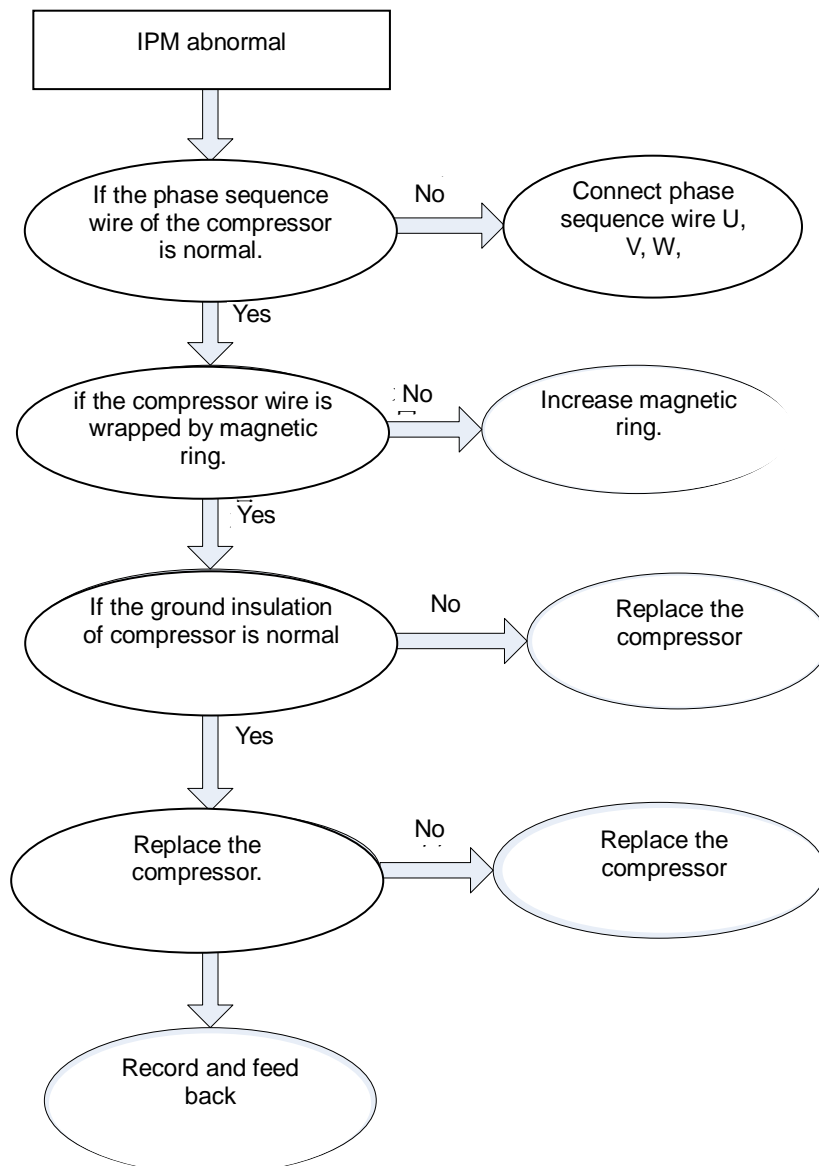 IPM abnormal
If the phase sequence
wire of the compressor
is normal.
No
Connect phase
sequence wire U,
V, W,
Yes
if the compressor wire is
wrapped by magnetic
ring.
No
Increase magnetic
ring.
Yes
If the ground insulation
of compressor is normal
No
Replace the
compressor
Yes
Replace the
compressor.
No
Replace the
compressor
Record and feed
back